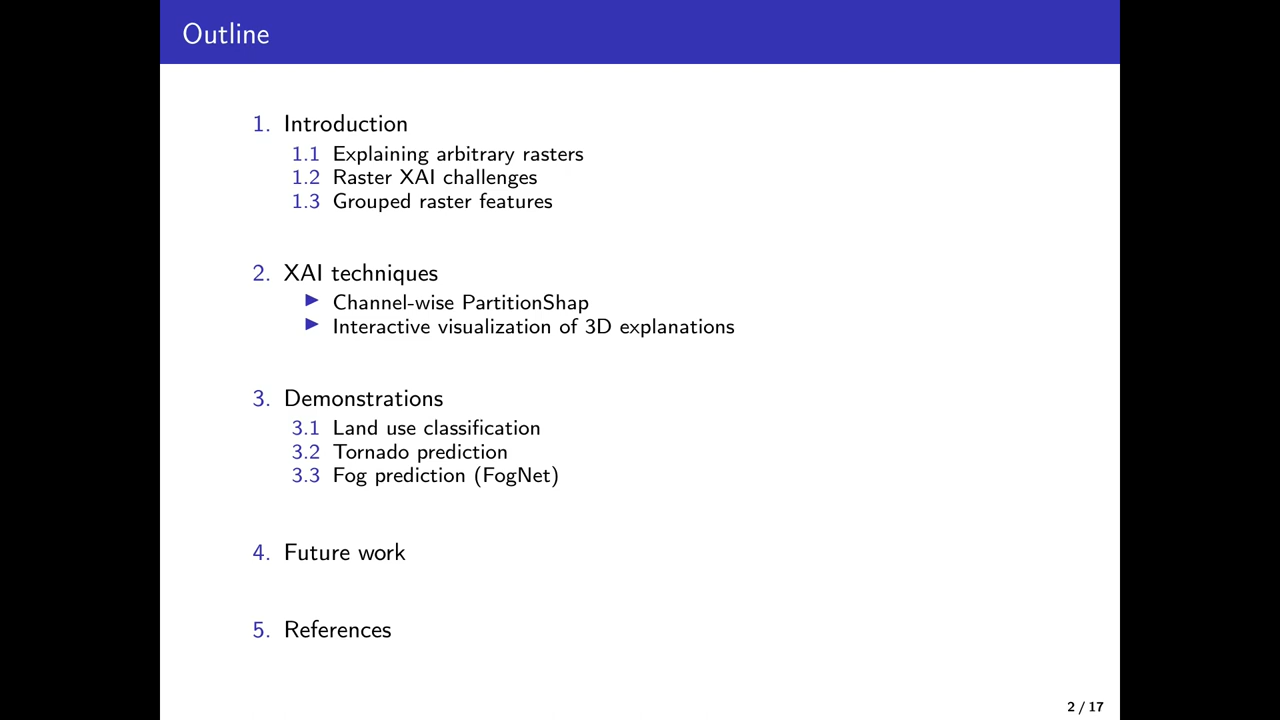 Outline
1. Introduction
1.1 Explaining arbitrary rasters
1.2 Raster XAI challenges
1.3 Grouped raster features
2. XAI techniques
▶ Channel-wise PartitionShap
▶ Interactive visualization of 3D explanations
3. Demonstrations
3.1 Land use classification
3.2 Tornado prediction
3.3 Fog prediction (FogNet)
4. Future work
5. References
2 / 17